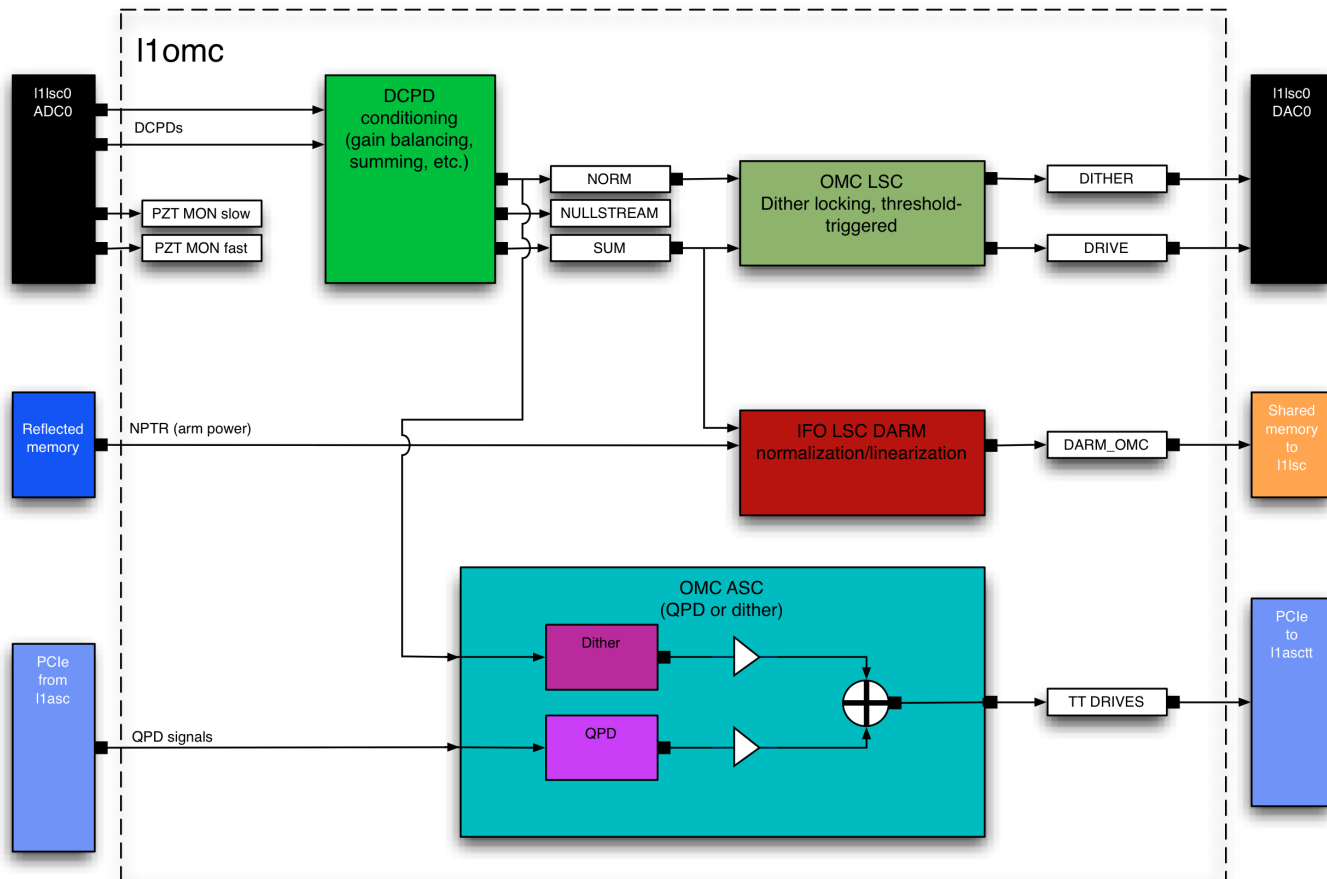 l1omc
l1lsc0
ADC0
DCPDs
PZT MON slow
PZT MON fast
DCPD
conditioning
(gain balancing,
summing, etc.)
NORM
NULLSTREAM
SUM
OMC LSC
Dither locking, threshold-
triggered
DITHER
DRIVE
l1lsc0
DAC0
Reflected
memory
NPTR (arm power)
IFO LSC DARM
normalization/linearization
DARM_OMC
Shared
memory
to
l1lsc
PCIe
from
l1asc
QPD signals
OMC ASC
(QPD or dither)
Dither
QPD
TT DRIVES
PCIe
to
l1asctt